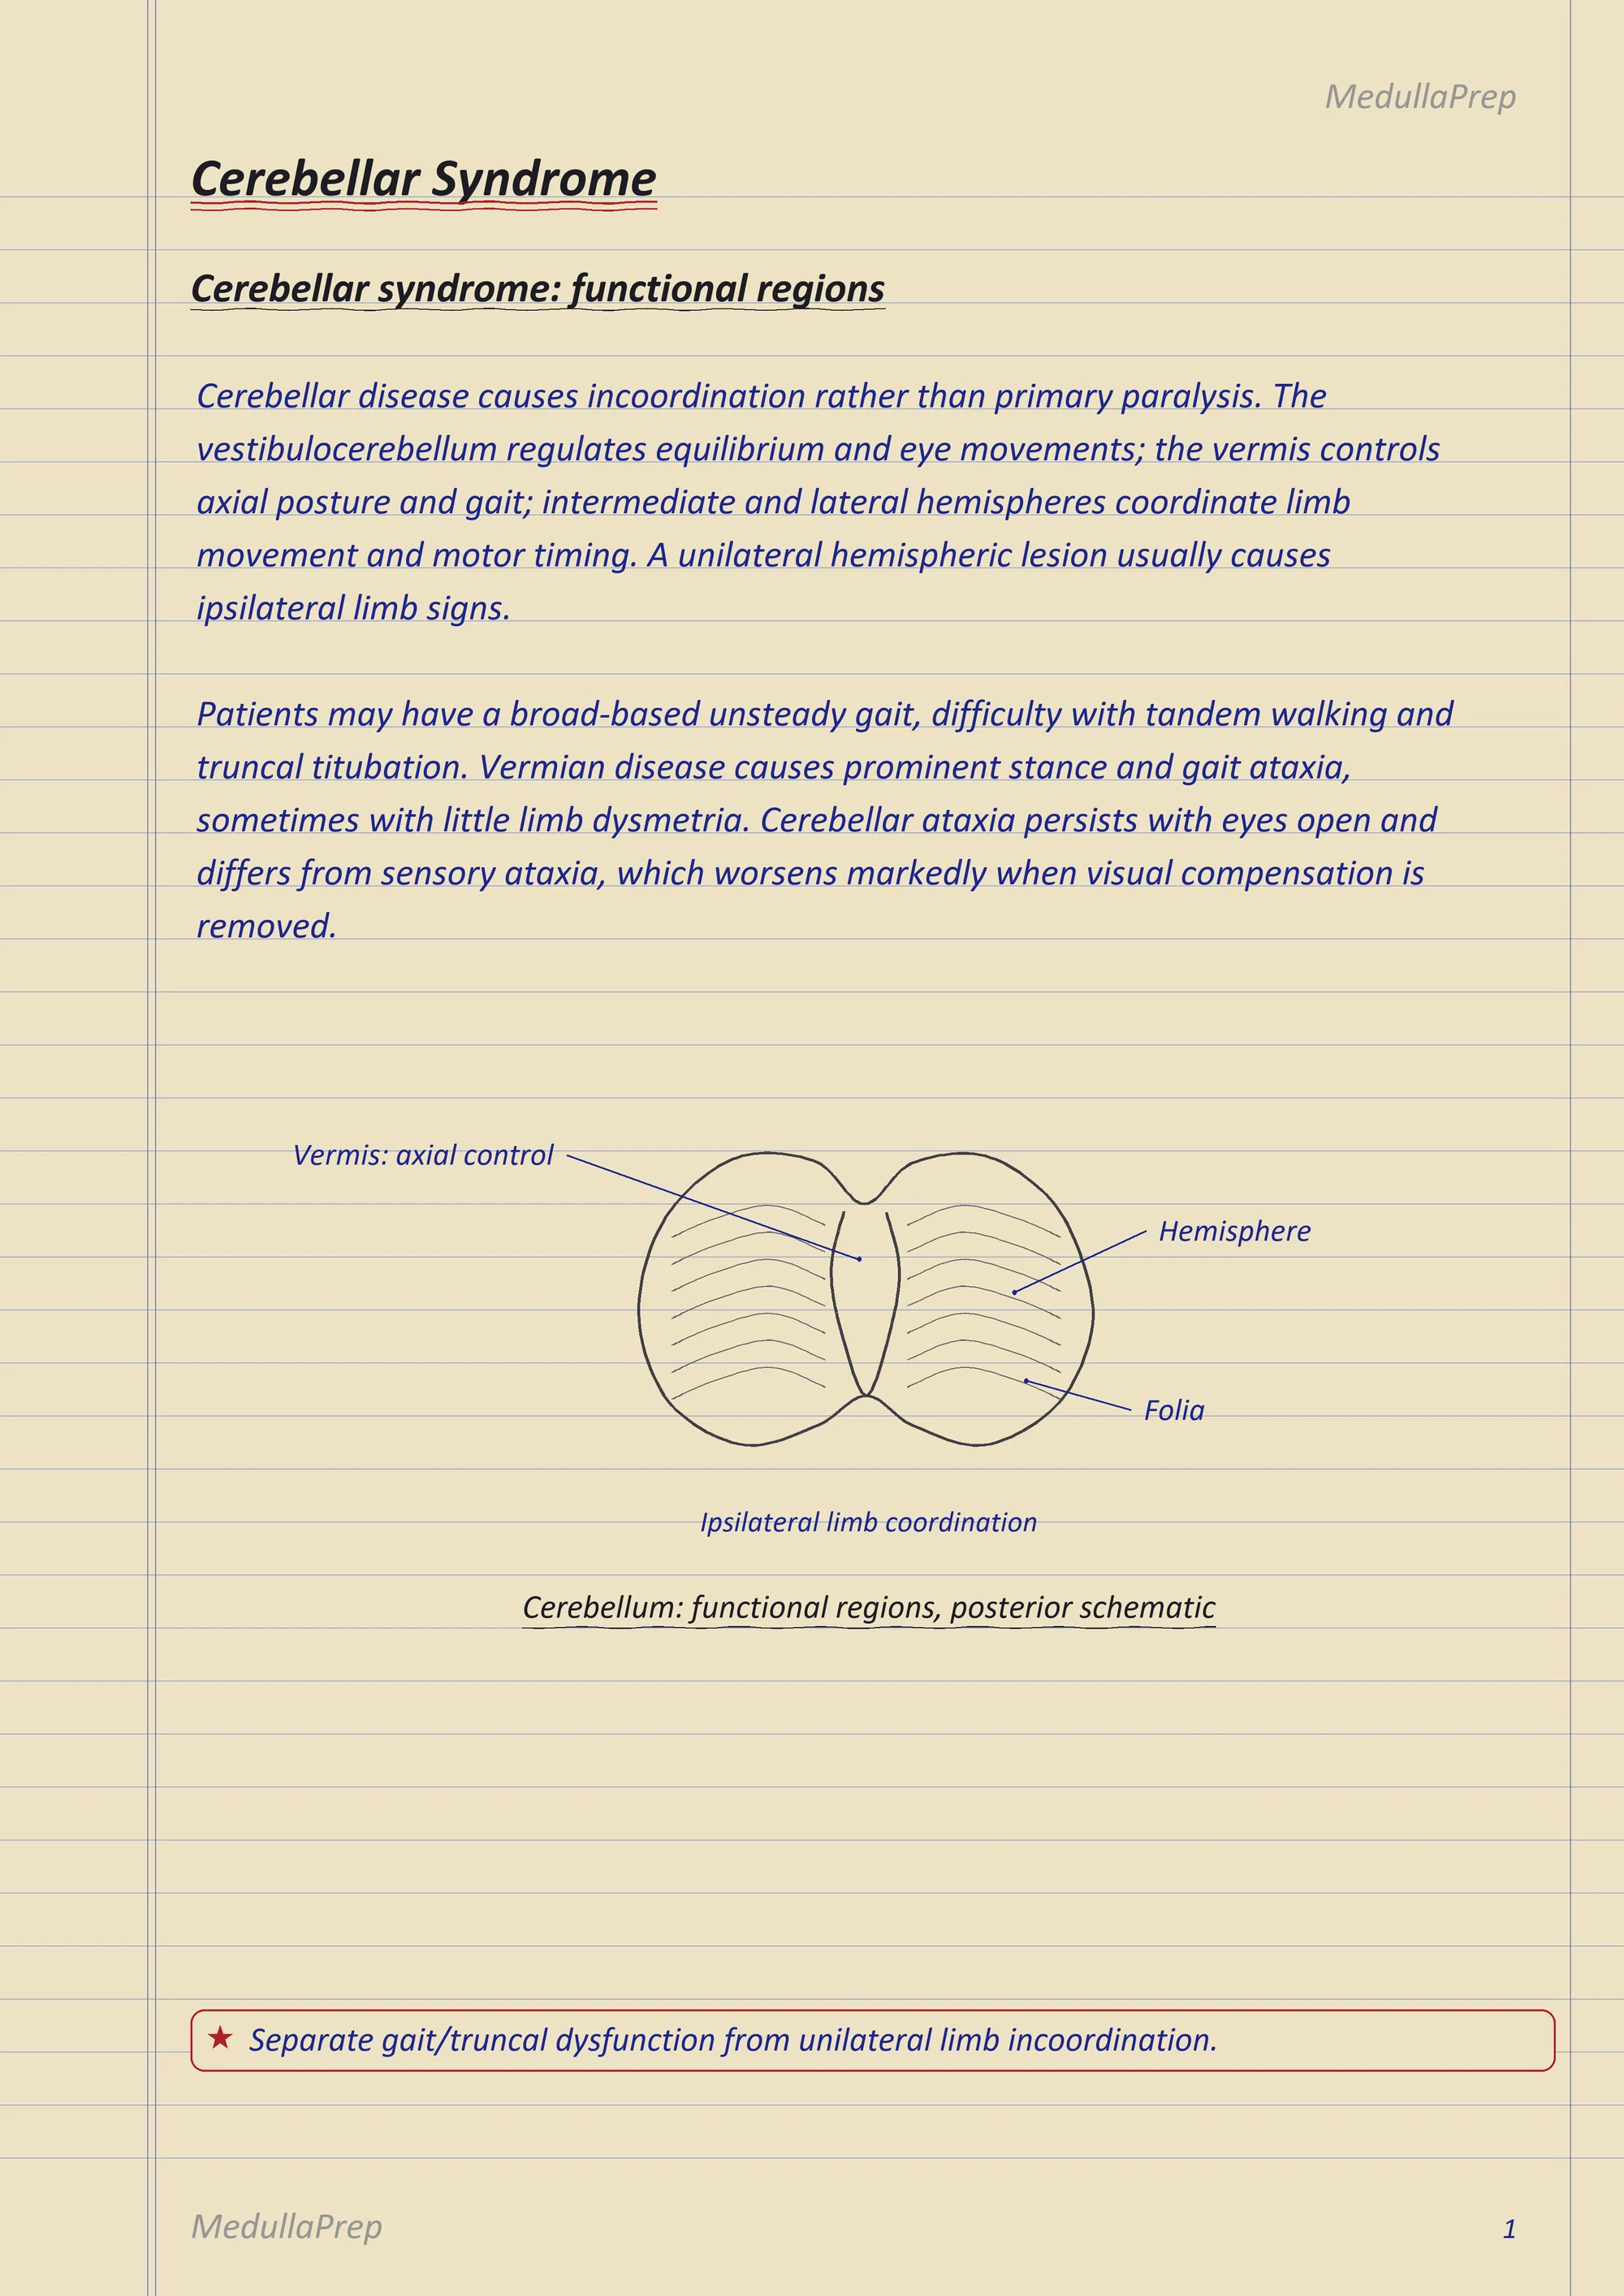 MedullaPrep
Cerebellar Syndrome
Cerebellar syndrome: functional regions
Cerebellar disease causes incoordination rather than primary paralysis. The
vestibulocerebellum regulates equilibrium and eye movements; the vermis controls
axial posture and gait; intermediate and lateral hemispheres coordinate limb
movement and motor timing. A unilateral hemispheric lesion usually causes
ipsilateral limb signs.
Patients may have a broad-based unsteady gait, difficulty with tandem walking and
truncal titubation. Vermian disease causes prominent stance and gait ataxia,
sometimes with little limb dysmetria. Cerebellar ataxia persists with eyes open and
differs from sensory ataxia, which worsens markedly when visual compensation is
removed.
Vermis: axial control
Hemisphere
Folia
Ipsilateral limb coordination
Cerebellum: functional regions, posterior schematic
★ Separate gait/truncal dysfunction from unilateral limb incoordination.
MedullaPrep
1